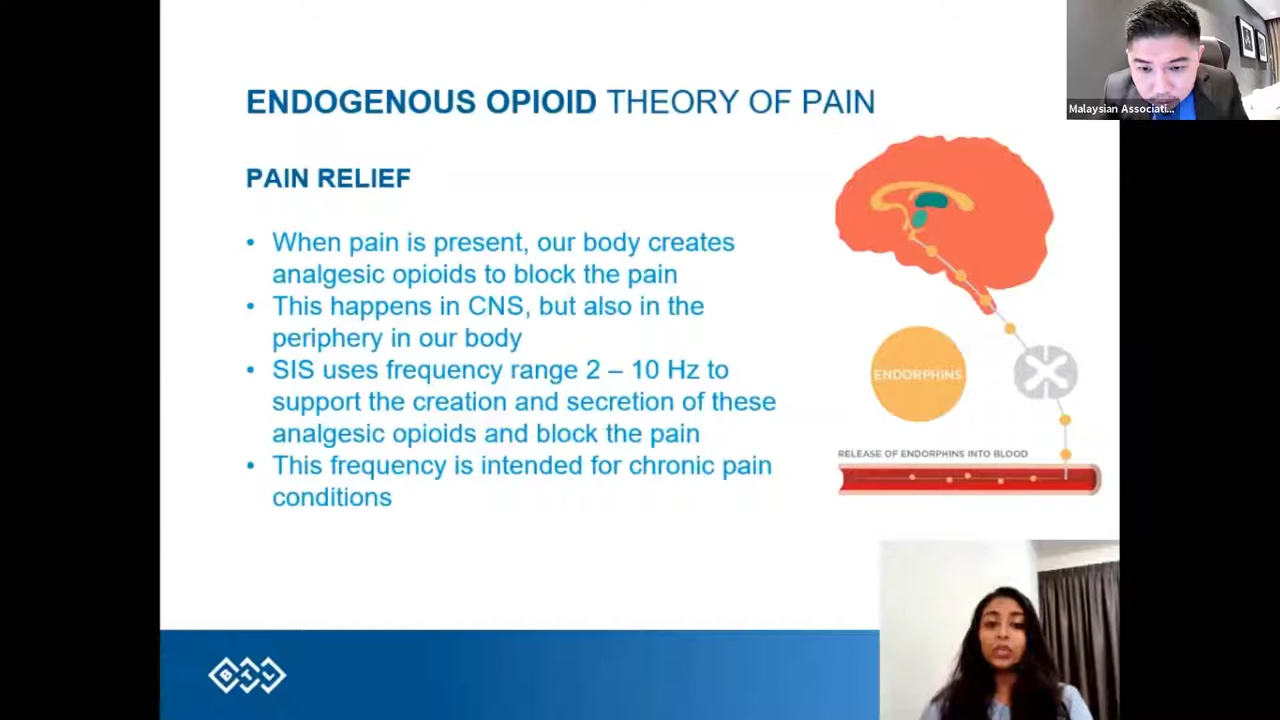 ENDOGENOUS OPIOID THEORY OF PAIN
PAIN RELIEF
• When pain is present, our body creates
analgesic opioids to block the pain
• This happens in CNS, but also in the
periphery in our body
• SIS uses frequency range 2 – 10 Hz to
support the creation and secretion of these
analgesic opioids and block the pain
• This frequency is intended for chronic pain
conditions
ENDORPHINS
RELEASE OF ENDORPHINS INTO BLOOD
BTL
Malaysian Associati...